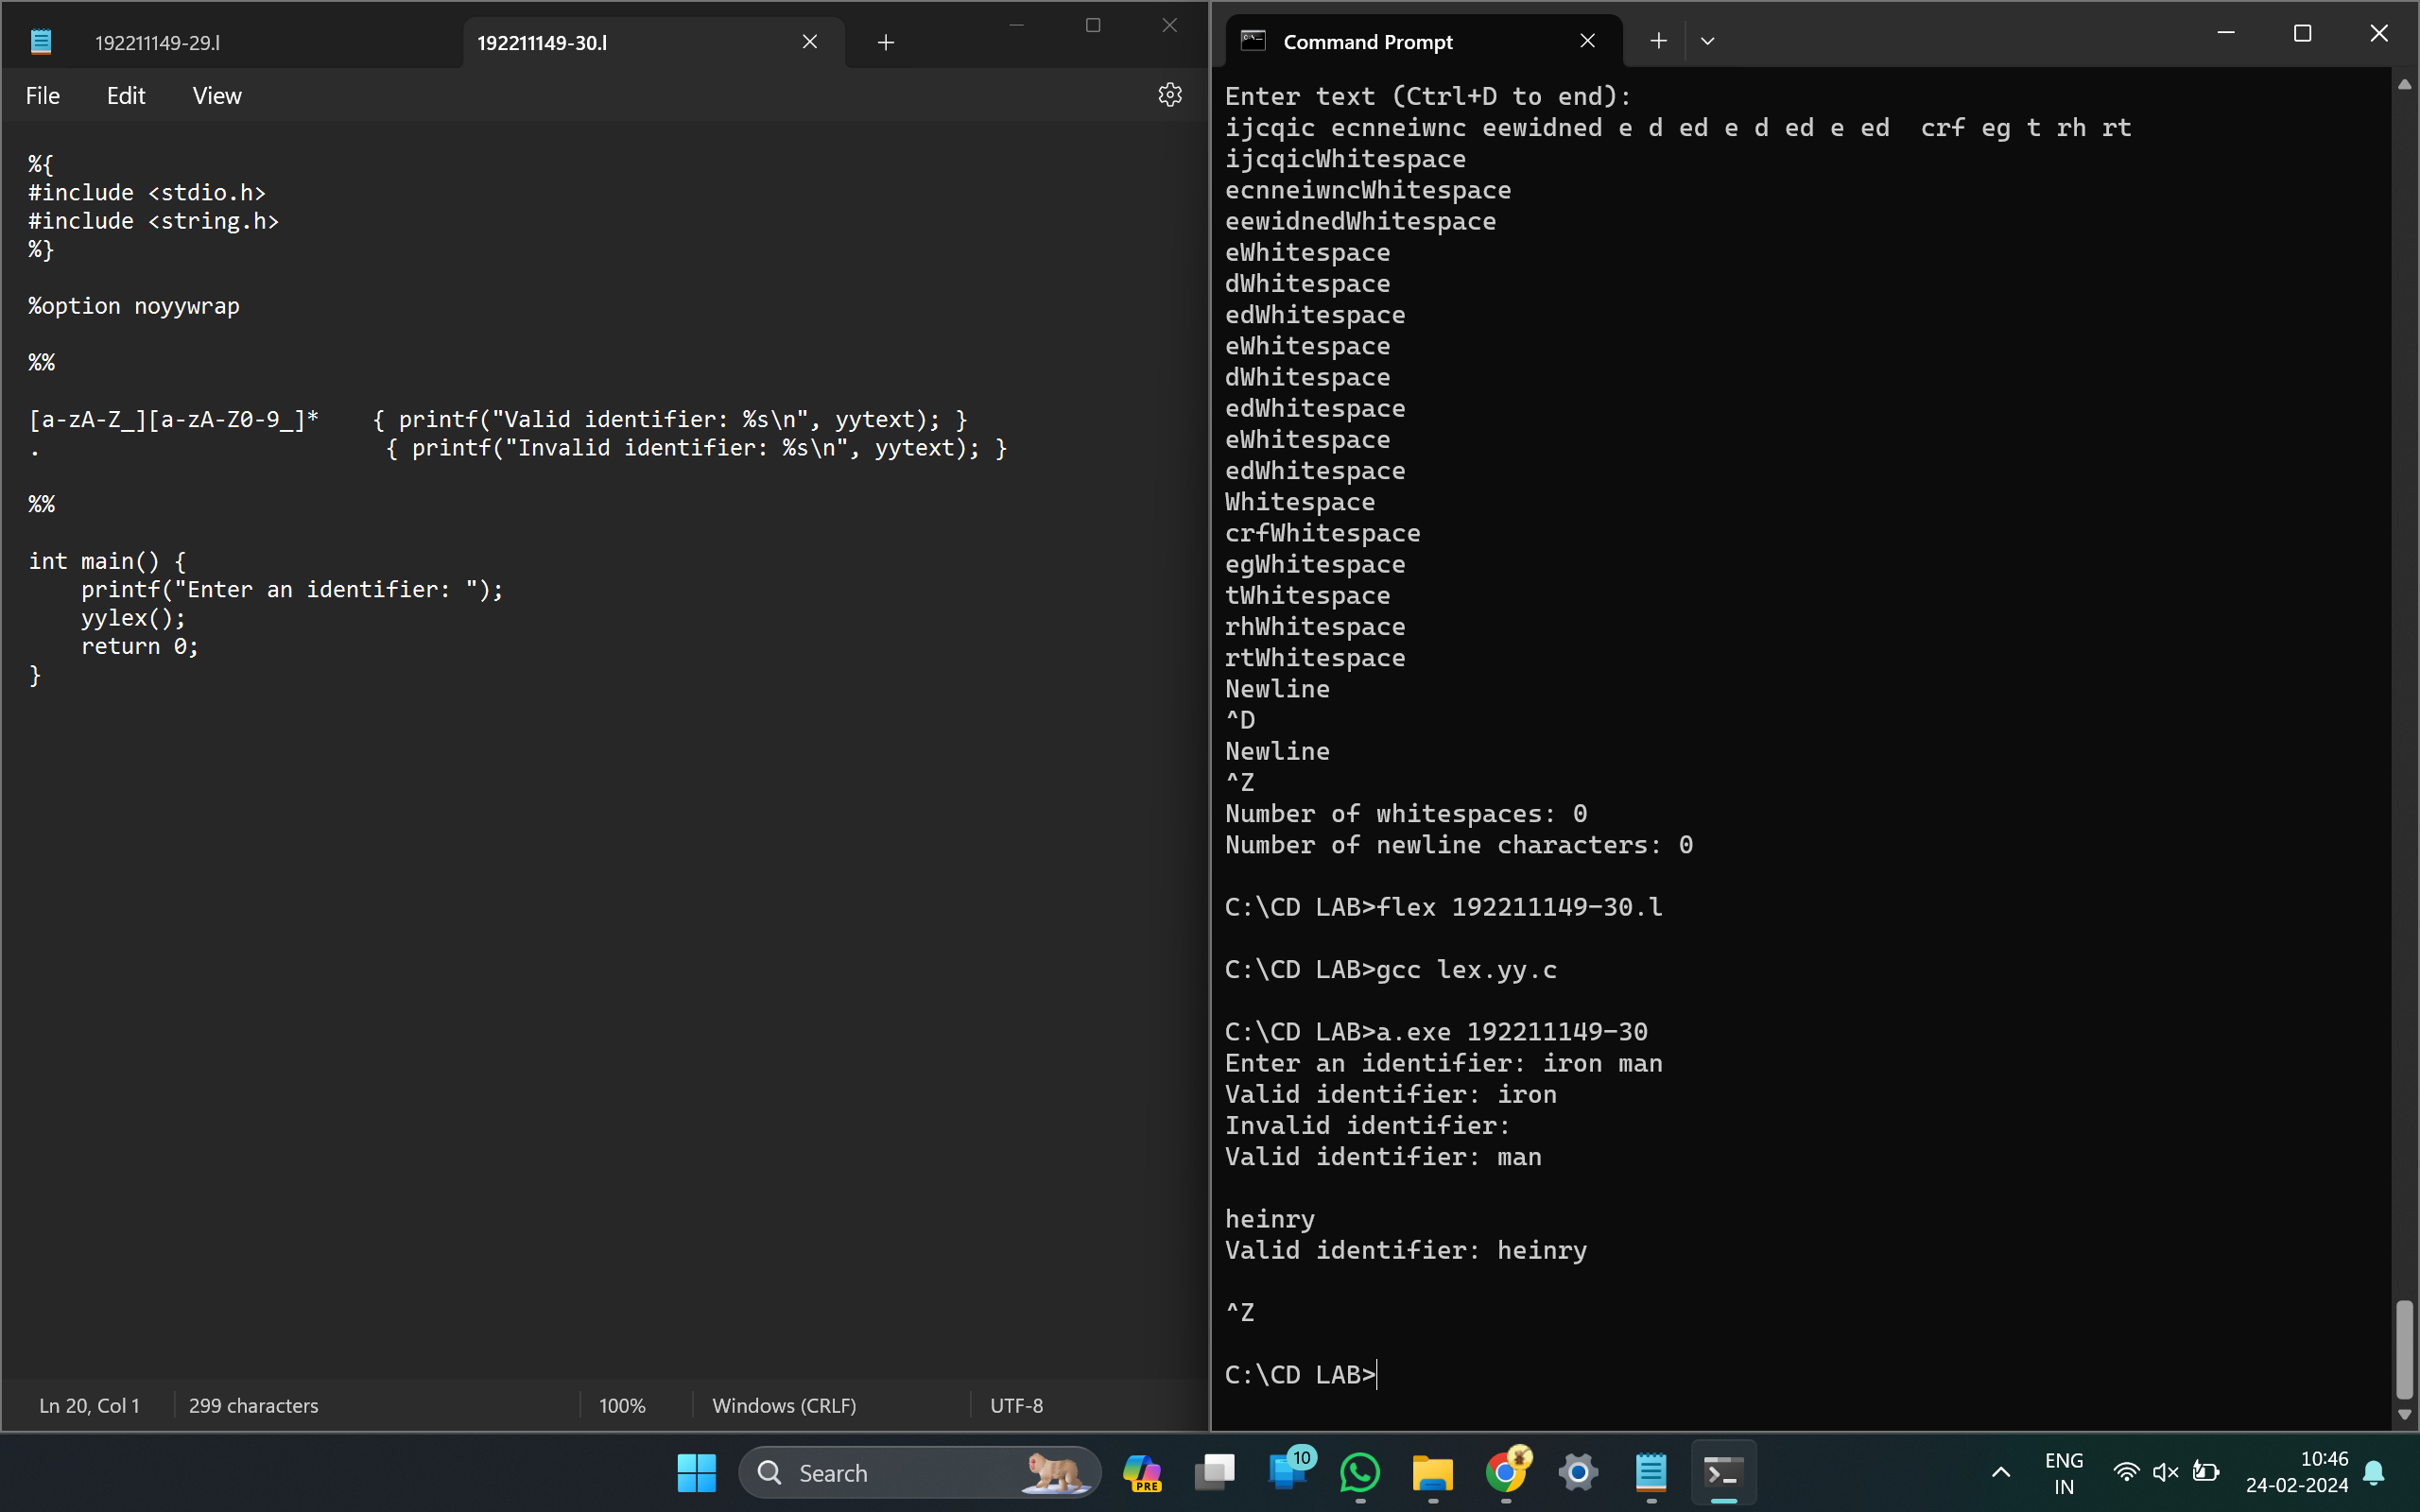 192211149-29.l
192211149-30.l
File Edit View
%{
#include <stdio.h>
#include <string.h>
%}
%option noyywrap
%%
[a-zA-Z_][a-zA-Z0-9_]*    { printf("Valid identifier: %s\n", yytext); }
.                          { printf("Invalid identifier: %s\n", yytext); }
%%
int main() {
    printf("Enter an identifier: ");
    yylex();
    return 0;
}
Ln 20, Col 1
299 characters
100%
Windows (CRLF)
UTF-8
Command Prompt
Enter text (Ctrl+D to end):
ijcqic ecnneiwnc eewidned e d ed e d ed e ed  crf eg t rh rt
ijcqicWhitespace
ecnneiwncWhitespace
eewidnedWhitespace
eWhitespace
dWhitespace
edWhitespace
eWhitespace
dWhitespace
edWhitespace
eWhitespace
edWhitespace
Whitespace
crfWhitespace
egWhitespace
tWhitespace
rhWhitespace
rtWhitespace
Newline
^D
Newline
^Z
Number of whitespaces: 0
Number of newline characters: 0
C:\CD LAB>flex 192211149-30.l
C:\CD LAB>gcc lex.yy.c
C:\CD LAB>a.exe 192211149-30
Enter an identifier: iron man
Valid identifier: iron
Invalid identifier:
Valid identifier: man
heinry
Valid identifier: heinry
^Z
C:\CD LAB>
Search
PRE
10
ENG
IN
10:46
24-02-2024